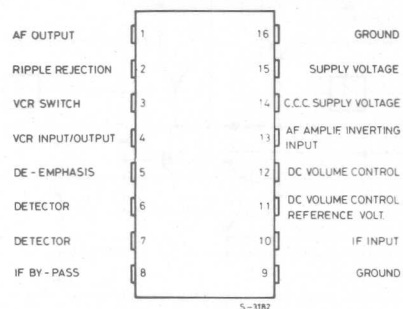 AF OUTPUT 1 16 GROUND
RIPPLE REJECTION 2 15 SUPPLY VOLTAGE
VCR SWITCH 3 14 C.C.C. SUPPLY VOLTAGE
VCR INPUT/OUTPUT 4 13 AF AMPLIF. INVERTING
INPUT
DE - EMPHASIS 5 12 DC VOLUME CONTROL
DETECTOR 6 11 DC VOLUME CONTROL
REFERENCE VOLT.
DETECTOR 7 10 IF INPUT
IF BY - PASS 8 9 GROUND
S-3182